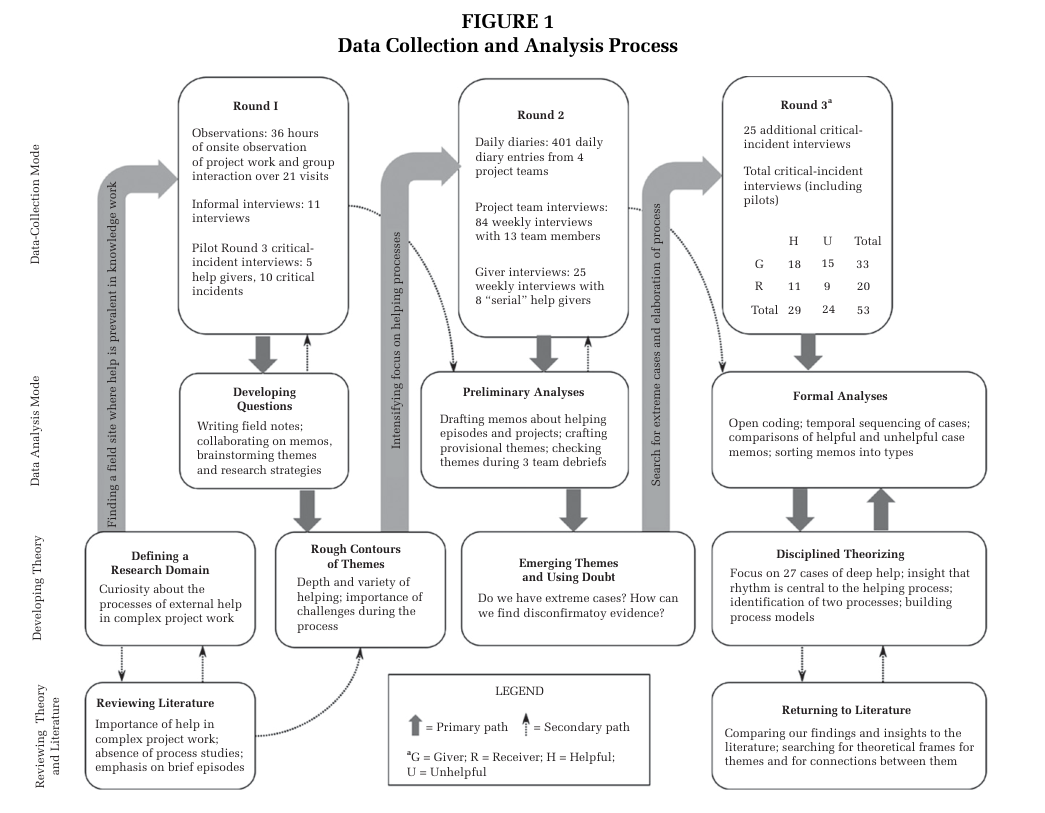 FIGURE 1
Data Collection and Analysis Process
Data-Collection Mode
Round I
Observations: 36 hours
of onsite observation
of project work and group
interaction over 21 visits
Informal interviews: 11
interviews
Pilot Round 3 critical-
incident interviews: 5
help givers, 10 critical
incidents
Round 2
Daily diaries: 401 daily
diary entries from 4
project teams
Project team interviews:
84 weekly interviews
with 13 team members
Giver interviews: 25
weekly interviews with
8 “serial” help givers
Round 3a
25 additional critical-
incident interviews
Total critical-incident
interviews (including
pilots)
H U Total
G 18 15 33
R 11 9 20
Total 29 24 53
Finding a field site where help is prevalent in knowledge work
Intensifying focus on helping processes
Search for extreme cases and elaboration of process
Data Analysis Mode
Developing
Questions
Writing field notes;
collaborating on memos,
brainstorming themes
and research strategies
Preliminary Analyses
Drafting memos about helping
episodes and projects; crafting
provisional themes; checking
themes during 3 team debriefs
Formal Analyses
Open coding; temporal sequencing of cases;
comparisons of helpful and unhelpful case
memos; sorting memos into types
Developing Theory
Defining a
Research Domain
Curiosity about the
processes of external help
in complex project work
Rough Contours
of Themes
Depth and variety of
helping; importance of
challenges during the
process
Emerging Themes
and Using Doubt
Do we have extreme cases? How can
we find disconfirmatoy evidence?
Disciplined Theorizing
Focus on 27 cases of deep help; insight that
rhythm is central to the helping process;
identification of two processes; building
process models
Reviewing Theory
and Literature
Reviewing Literature
Importance of help in
complex project work;
absence of process studies;
emphasis on brief episodes
LEGEND
= Primary path = Secondary path
aG = Giver; R = Receiver; H = Helpful;
U = Unhelpful
Returning to Literature
Comparing our findings and insights to the
literature; searching for theoretical frames for
themes and for connections between them